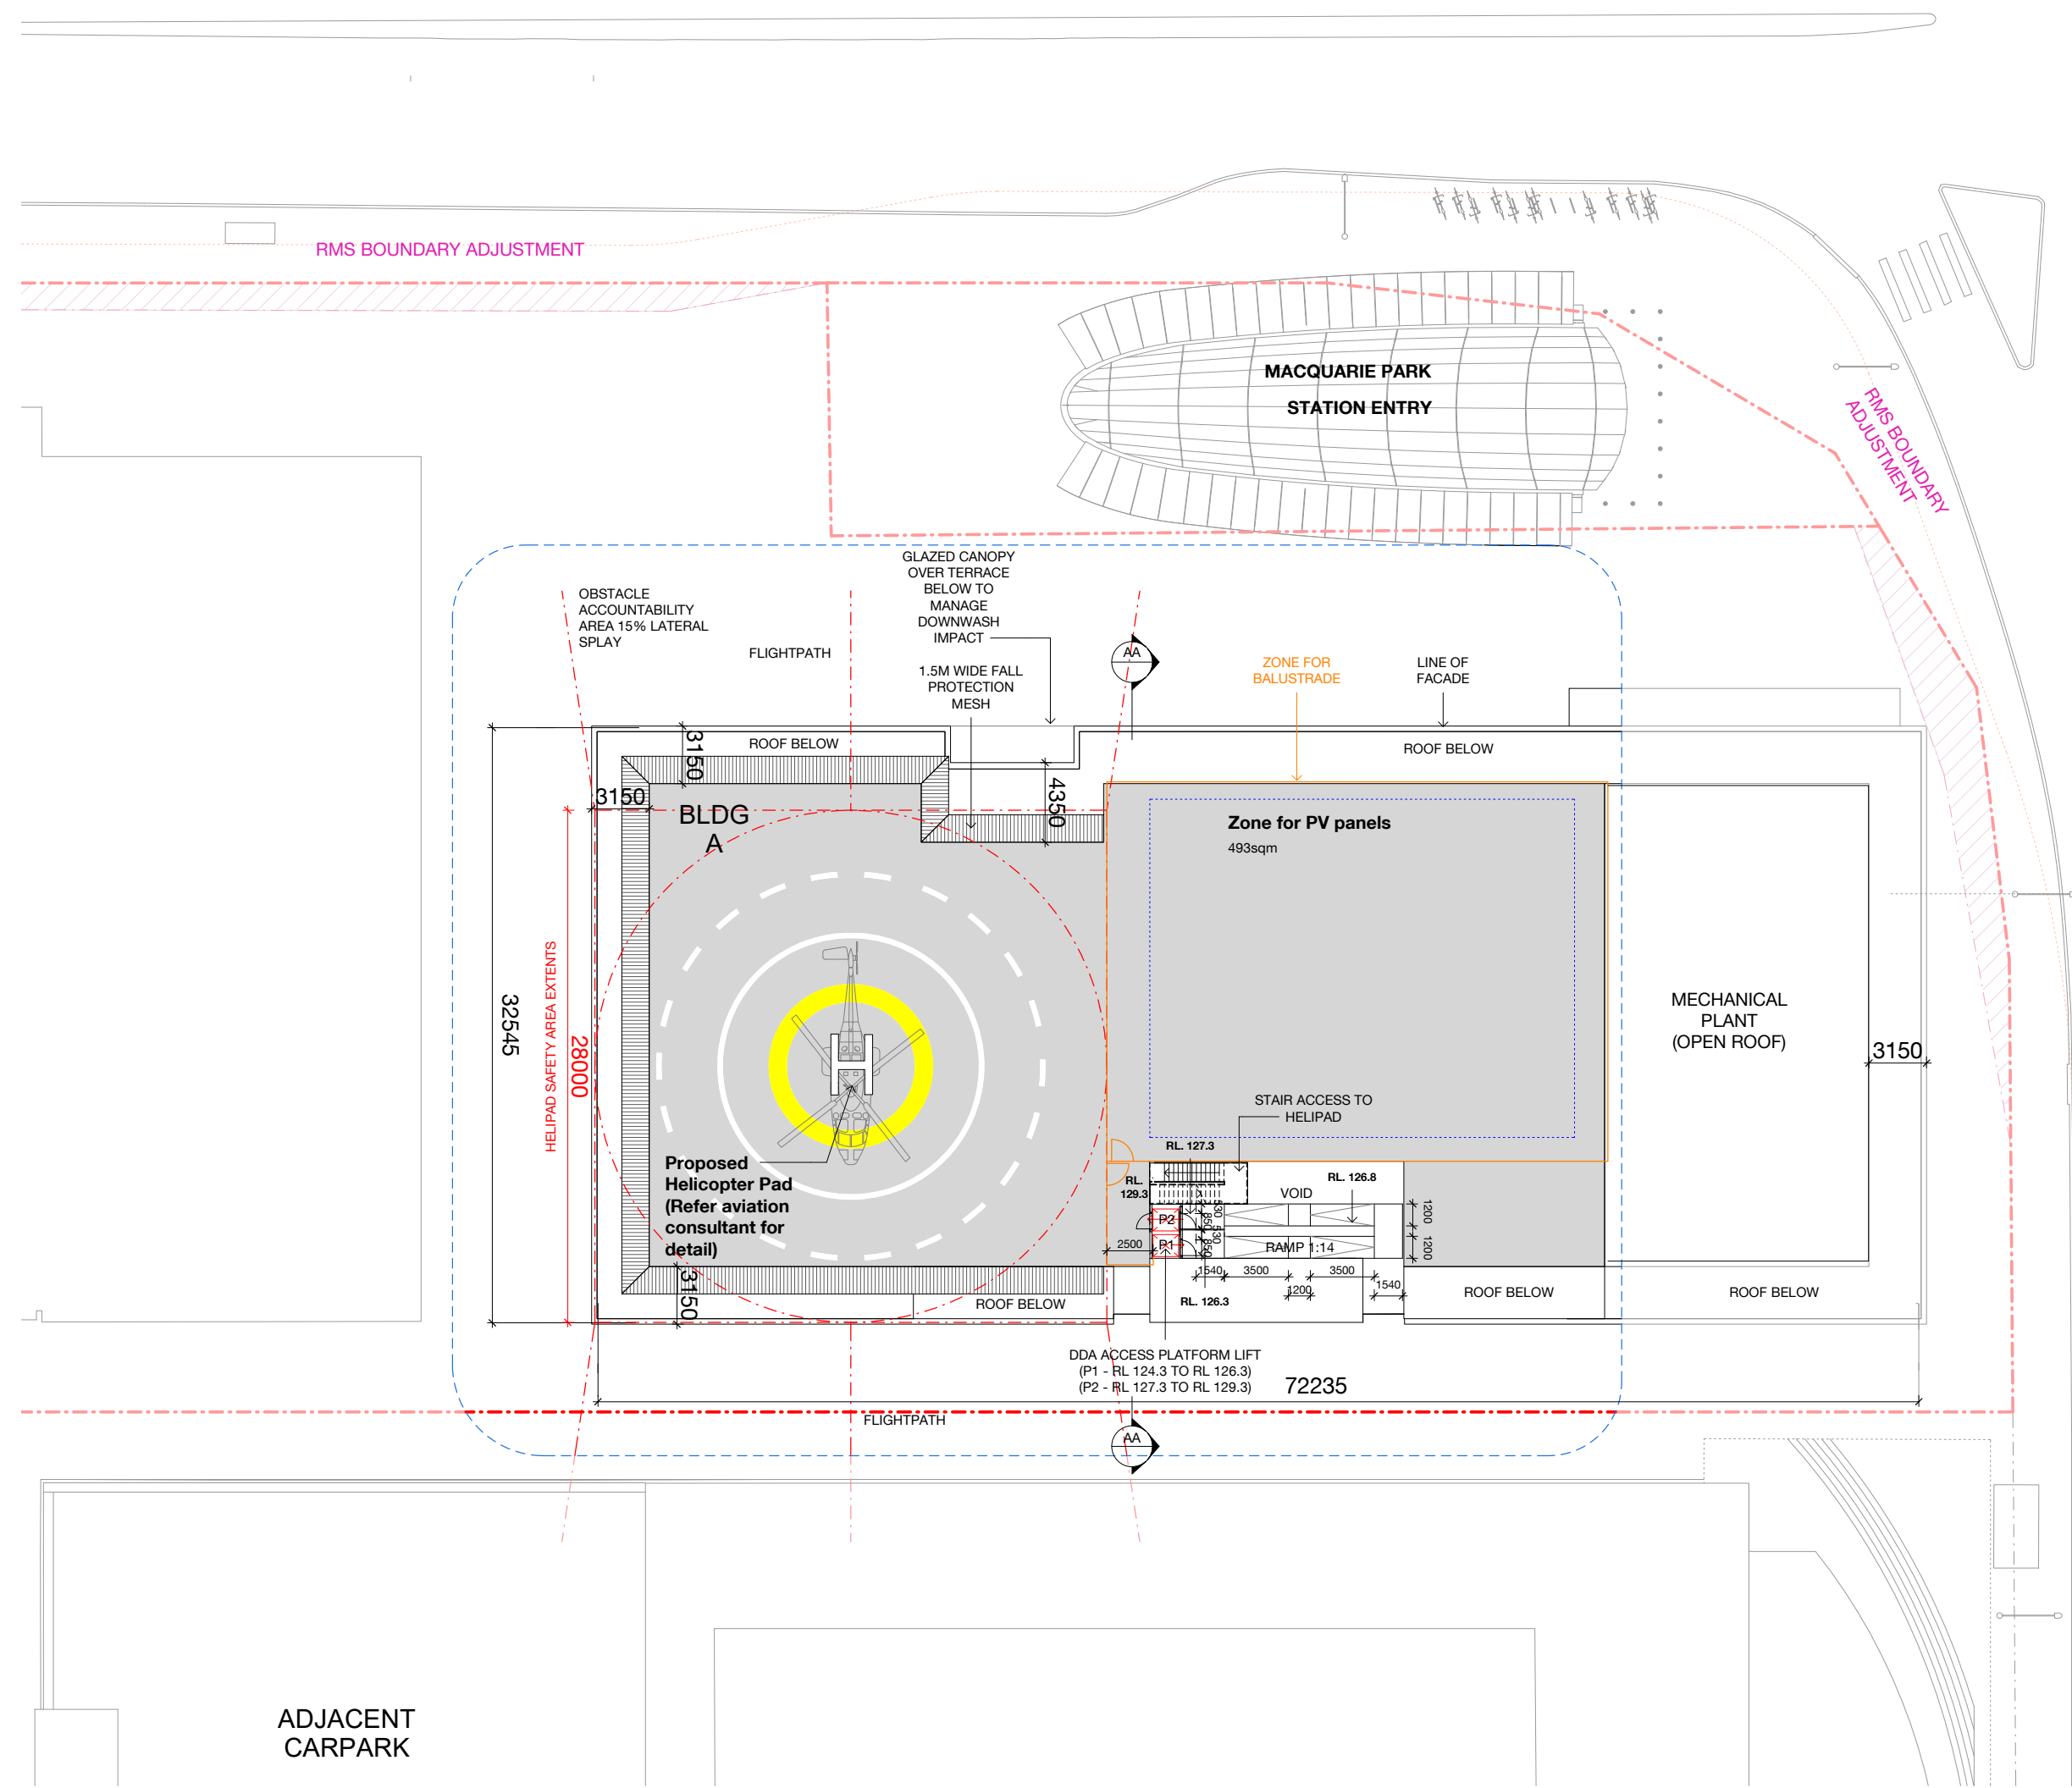 RMS BOUNDARY ADJUSTMENT
MACQUARIE PARK
STATION ENTRY
RMS BOUNDARY
ADJUSTMENT
GLAZED CANOPY
OVER TERRACE
BELOW TO
MANAGE
DOWNWASH
IMPACT
OBSTACLE
ACCOUNTABILITY
AREA 15% LATERAL
SPLAY
FLIGHTPATH
1.5M WIDE FALL
PROTECTION
MESH
AA
ZONE FOR
BALUSTRADE
LINE OF
FACADE
3150
ROOF BELOW
ROOF BELOW
3150
4350
BLDG
A
Zone for PV panels
493sqm
32545
HELIPAD SAFETY AREA EXTENTS
28000
H
MECHANICAL
PLANT
(OPEN ROOF)
3150
STAIR ACCESS TO
HELIPAD
RL. 127.3
Proposed
Helicopter Pad
(Refer aviation
consultant for
detail)
RL.
129.3
VOID
RL. 126.8
P2
P1
530
850
530
850
1200
1200
2500
RAMP 1:14
1540
3500
3500
1200
1540
3150
ROOF BELOW
RL. 126.3
ROOF BELOW
ROOF BELOW
DDA ACCESS PLATFORM LIFT
(P1 - RL 124.3 TO RL 126.3)
(P2 - RL 127.3 TO RL 129.3)
72235
FLIGHTPATH
AA
ADJACENT
CARPARK